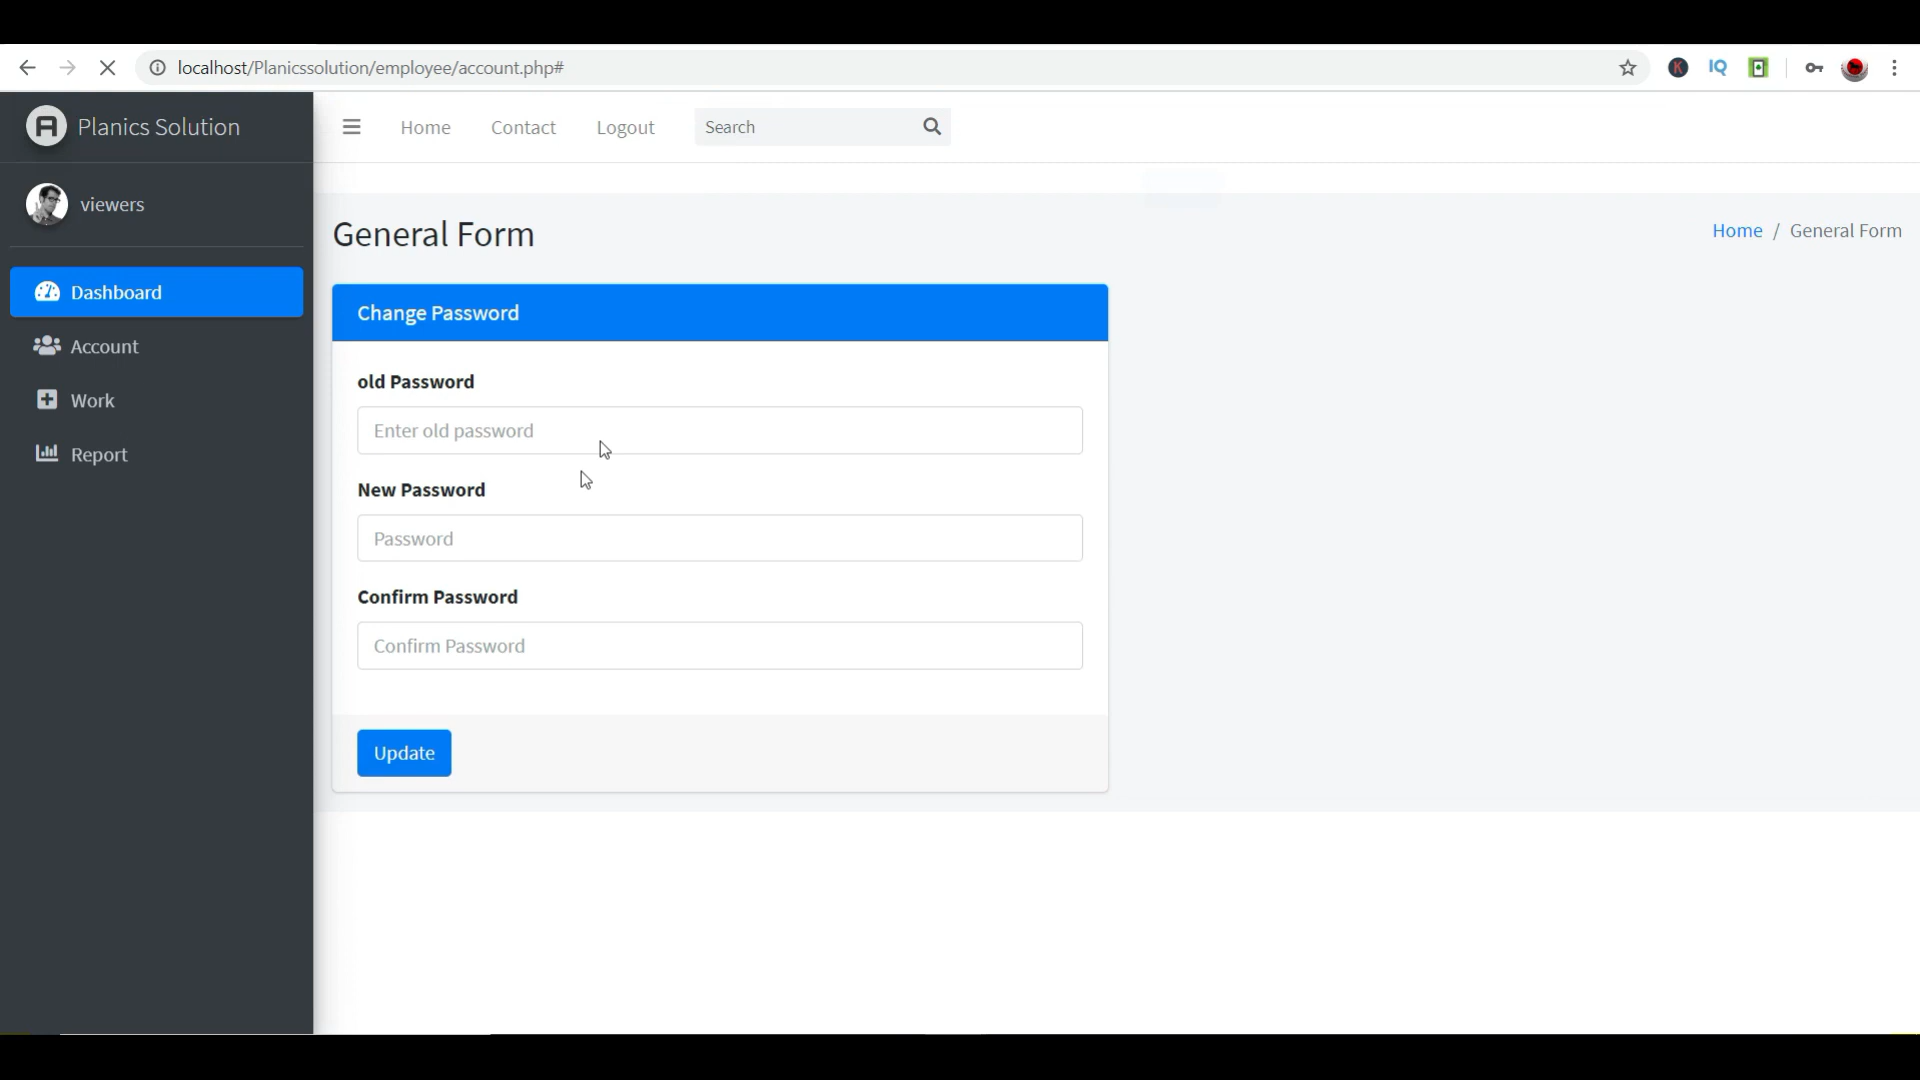 localhost/Planicssolution/employee/account.php#
K IQ
Planics Solution
Home Contact Logout Search
viewers
General Form
Home / General Form
Dashboard
Account
Work
Report
Change Password
old Password
Enter old password
New Password
Password
Confirm Password
Confirm Password
Update